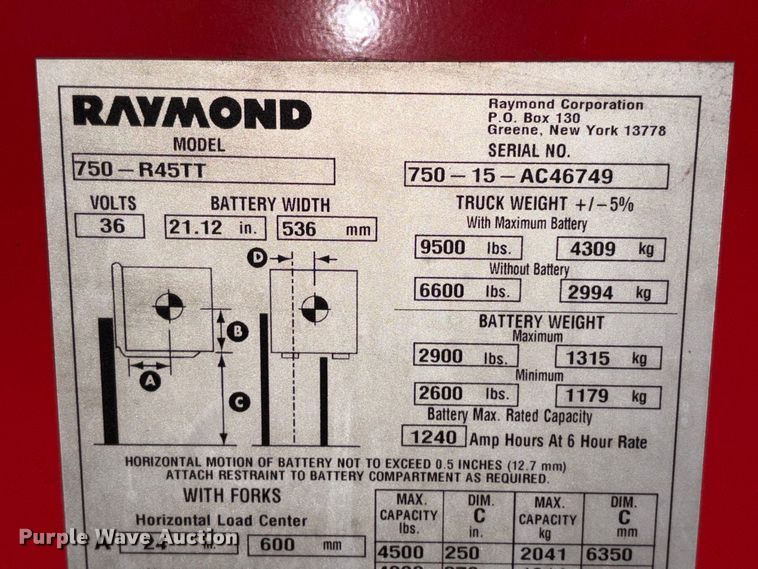 RAYMOND
Raymond Corporation
P.O. Box 130
Greene, New York 13778
MODEL
750-R45TT
SERIAL NO.
750-15-AC46749
VOLTS
36
BATTERY WIDTH
21.12 in. 536 mm
TRUCK WEIGHT +/-5%
With Maximum Battery
9500 lbs. 4309 kg
Without Battery
6600 lbs. 2994 kg
D
B
A
C
BATTERY WEIGHT
Maximum
2900 lbs. 1315 kg
Minimum
2600 lbs. 1179 kg
Battery Max. Rated Capacity
1240 Amp Hours At 6 Hour Rate
HORIZONTAL MOTION OF BATTERY NOT TO EXCEED 0.5 INCHES (12.7 mm)
ATTACH RESTRAINT TO BATTERY COMPARTMENT AS REQUIRED.
WITH FORKS
Horizontal Load Center
A 24 in. 600 mm
MAX. CAPACITY lbs.
DIM. C in.
MAX. CAPACITY kg
DIM. C mm
4500 250 2041 6350
Purple Wave Auction